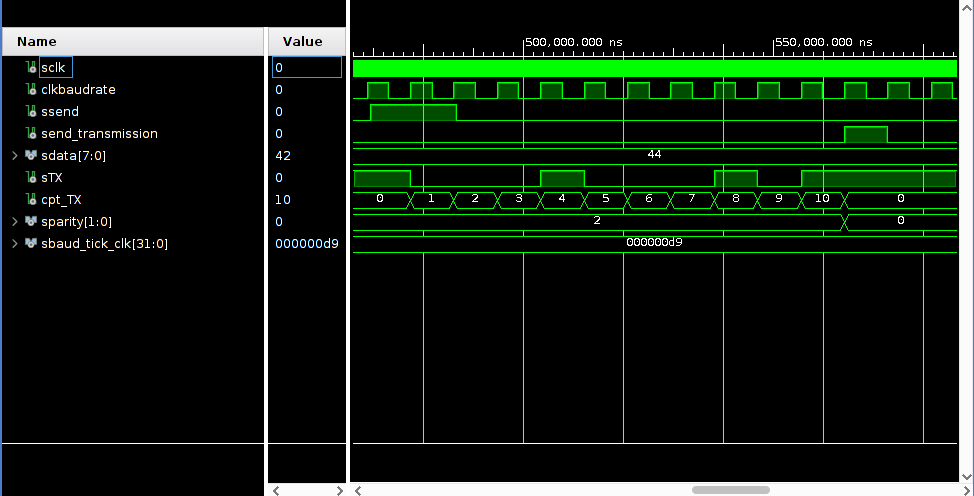 Name Value
500,000.000 ns 550,000.000 ns
sclk 0
clkbaudrate 0
ssend 0
send_transmission 0
sdata[7:0] 42 44
sTX 0
cpt_TX 10 0 1 2 3 4 5 6 7 8 9 10 0
sparity[1:0] 0 2 0
sbaud_tick_clk[31:0] 000000d9 000000d9